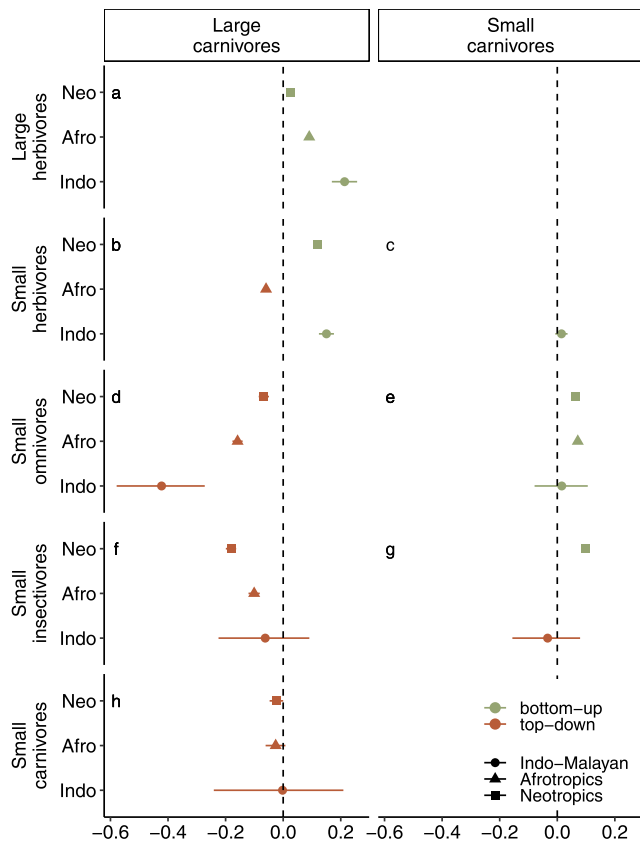 Large
carnivores
Small
carnivores
Large
herbivores
Neo
a
Afro
Indo
Small
herbivores
Neo
b
c
Afro
Indo
Small
omnivores
Neo
d
e
Afro
Indo
Small
insectivores
Neo
f
g
Afro
Indo
Small
carnivores
Neo
h
Afro
Indo
bottom−up
top−down
Indo−Malayan
Afrotropics
Neotropics
−0.6 −0.4 −0.2 0.0 0.2 −0.6 −0.4 −0.2 0.0 0.2